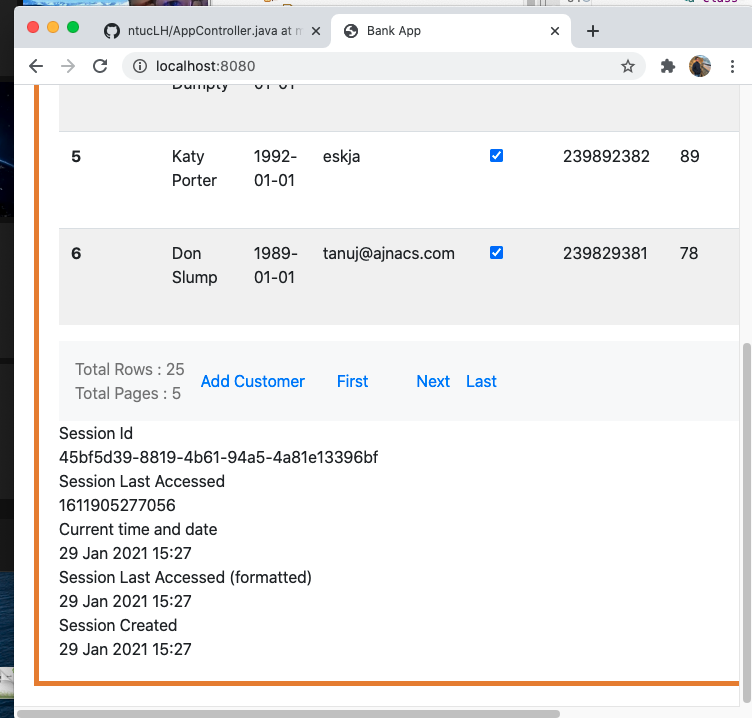 ntucLH/AppController.java at m
Bank App
localhost:8080
Dumpty 01-01
5 Katy Porter 1992-01-01 eskja 239892382 89
6 Don Slump 1989-01-01 tanuj@ajnacs.com 239829381 78
Total Rows : 25
Total Pages : 5
Add Customer First Next Last
Session Id
45bf5d39-8819-4b61-94a5-4a81e13396bf
Session Last Accessed
1611905277056
Current time and date
29 Jan 2021 15:27
Session Last Accessed (formatted)
29 Jan 2021 15:27
Session Created
29 Jan 2021 15:27